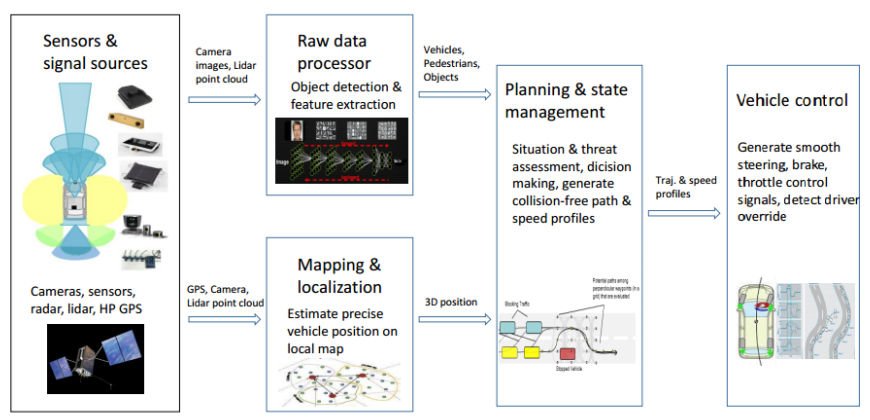 Sensors &
signal sources
Cameras, sensors,
radar, lidar, HP GPS
Camera
images, Lidar
point cloud
GPS, Camera,
Lidar point cloud
Raw data
processor
Object detection &
feature extraction
Image
Mapping &
localization
Estimate precise
vehicle position on
local map
Vehicles,
Pedestrians,
Objects
3D position
Planning & state
management
Situation & threat
assessment, dicision
making, generate
collision-free path &
speed profiles
Potential paths among
perpendicular waypoints (in a
grid) that are evaluated
Blocking Traffic
Stopped Vehicle
Traj. & speed
profiles
Vehicle control
Generate smooth
steering, brake,
throttle control
signals, detect driver
override